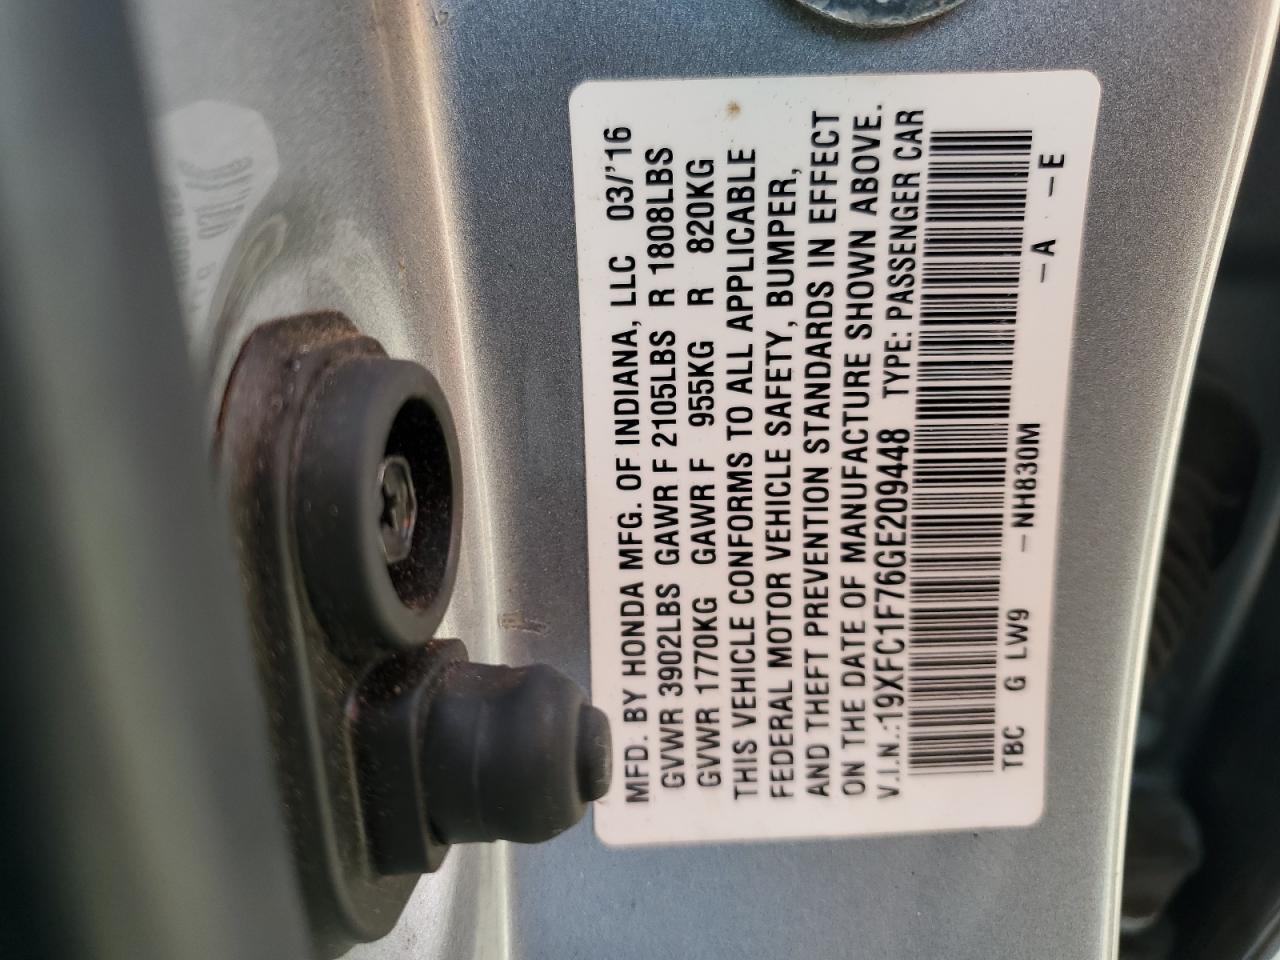 MFD. BY HONDA MFG. OF INDIANA, LLC 03/'16
GVWR 3902LBS GAWR F 2105LBS R 1808LBS
GVWR 1770KG GAWR F 955KG R 820KG
THIS VEHICLE CONFORMS TO ALL APPLICABLE
FEDERAL MOTOR VEHICLE SAFETY, BUMPER,
AND THEFT PREVENTION STANDARDS IN EFFECT
ON THE DATE OF MANUFACTURE SHOWN ABOVE.
V.I.N.:19XFC1F76GE209448 TYPE: PASSENGER CAR
TBC G LW9 -NH830M -A -E